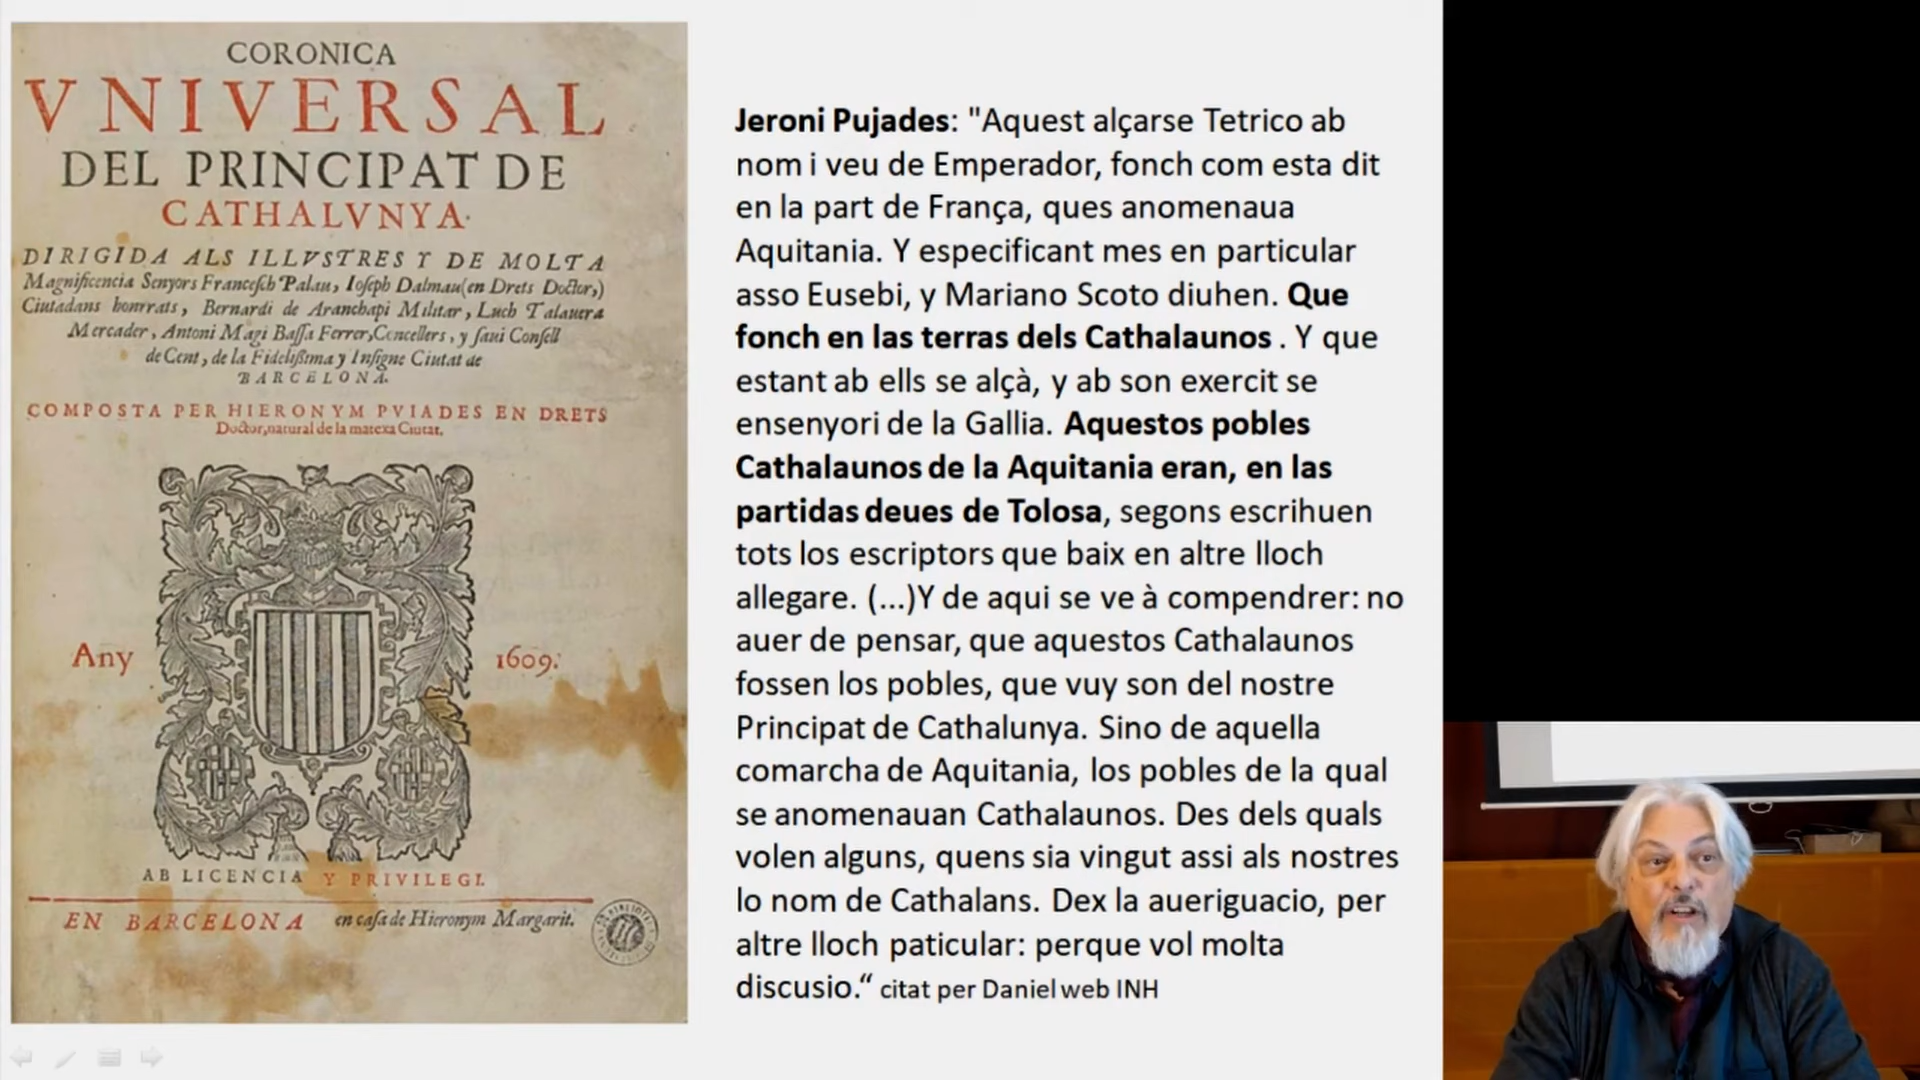 CORONICA
VNIVERSAL
DEL PRINCIPAT DE
CATHALVNYA.
DIRIGIDA ALS ILLVSTRES Y DE MOLTA
Magnificencia Senyors Francesch Palau, Ioseph Dalmau (en Drets Doctor,)
Ciutadans honrrats, Bernardi de Aranchapi Militar, Luch Talauera
Mercader, Antoni Magi Bassa Ferrer, Concellers, y saui Consell
de Cent, de la Fidelissima y Insigne Ciutat de
BARCELONA.
COMPOSTA PER HIERONYM PVIADES EN DRETS
Doctor, natural de la matexa Ciutat.
Any 1609.
AB LICENCIA Y PRIVILEGI.
EN BARCELONA en casa de Hieronym Margarit.
Jeroni Pujades: "Aquest alçarse Tetrico ab
nom i veu de Emperador, fonch com esta dit
en la part de França, ques anomenaua
Aquitania. Y especificant mes en particular
asso Eusebi, y Mariano Scoto diuhen. Que
fonch en las terras dels Cathalaunos . Y que
estant ab ells se alçà, y ab son exercit se
ensenyori de la Gallia. Aquestos pobles
Cathalaunos de la Aquitania eran, en las
partidas deues de Tolosa, segons escrihuen
tots los escriptors que baix en altre lloch
allegare. (...)Y de aqui se ve à compendrer: no
auer de pensar, que aquestos Cathalaunos
fossen los pobles, que vuy son del nostre
Principat de Cathalunya. Sino de aquella
comarcha de Aquitania, los pobles de la qual
se anomenauan Cathalaunos. Des dels quals
volen alguns, quens sia vingut assi als nostres
lo nom de Cathalans. Dex la aueriguacio, per
altre lloch paticular: perque vol molta
discusio.“ citat per Daniel web INH